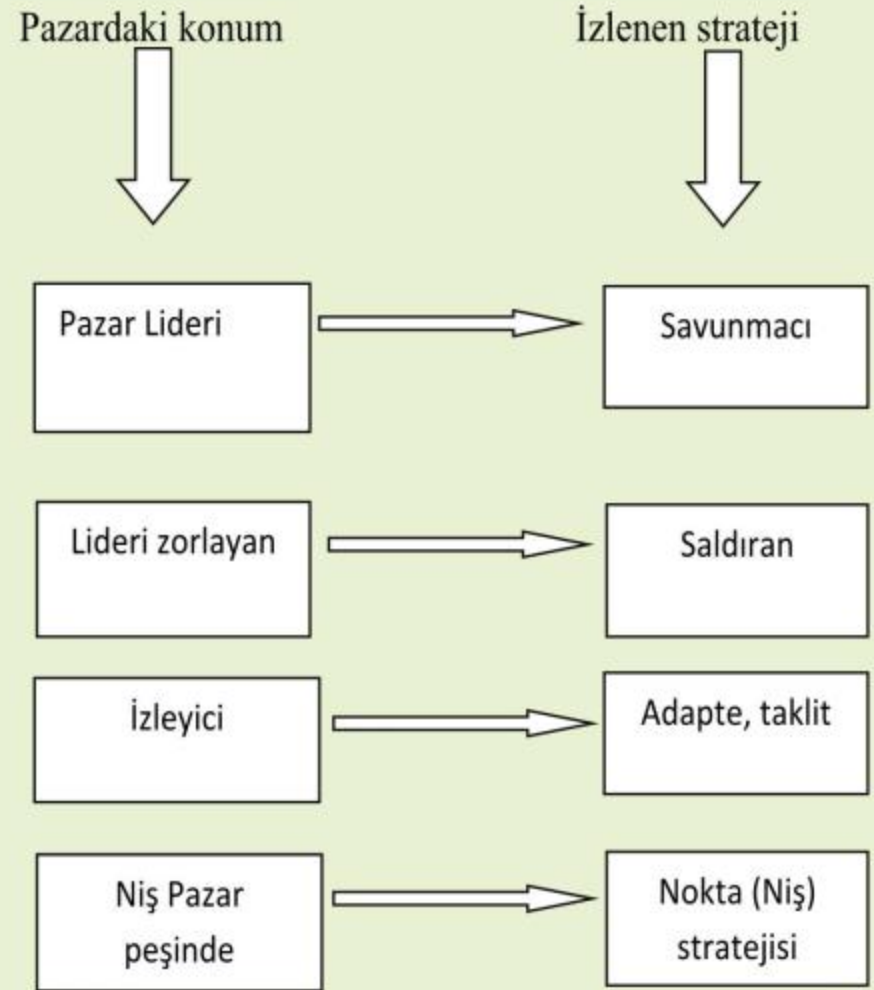 Pazardaki konum
İzlenen strateji
Pazar Lideri
Savunmacı
Lideri zorlayan
Saldıran
İzleyici
Adapte, taklit
Niş Pazar
peşinde
Nokta (Niş)
stratejisi